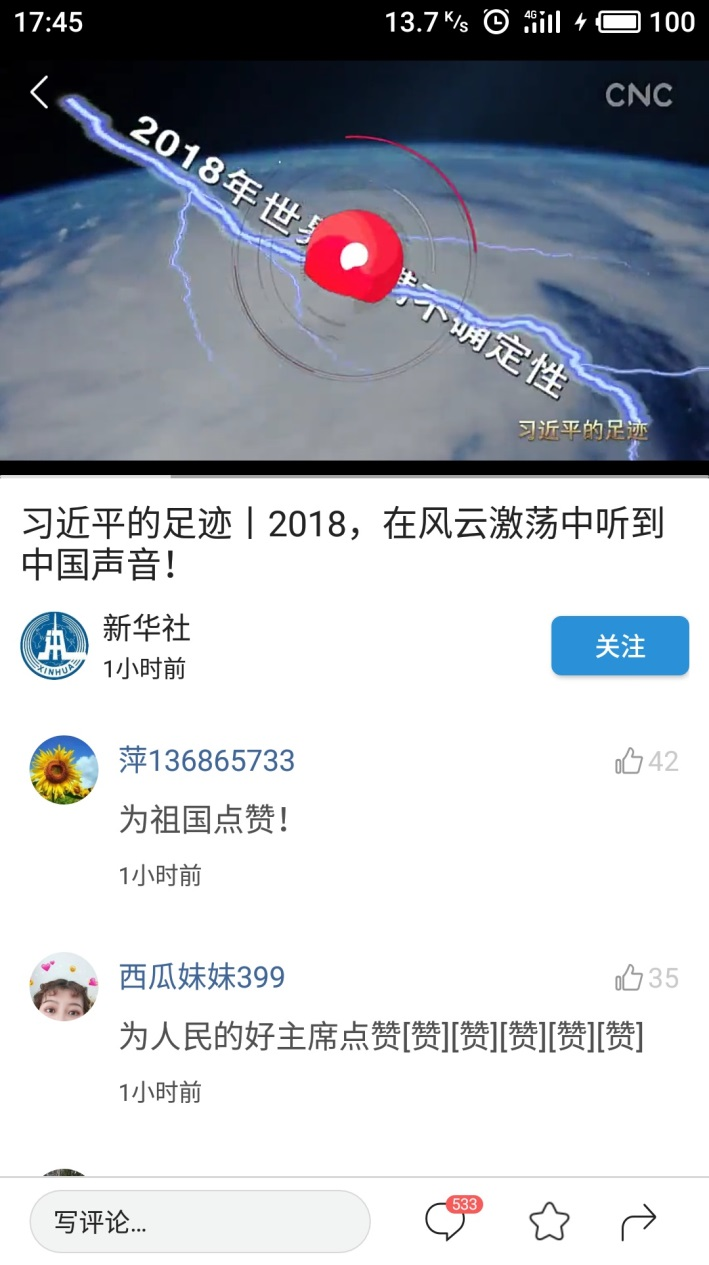 17:45
13.7 K/s 4G 100
CNC
2018年世
不确定性
习近平的足迹
习近平的足迹丨2018，在风云激荡中听到
中国声音！
新华社
XINHUA
1小时前
关注
萍136865733
42
为祖国点赞！
1小时前
西瓜妹妹399
35
为人民的好主席点赞[赞][赞][赞][赞][赞]
1小时前
写评论...
533